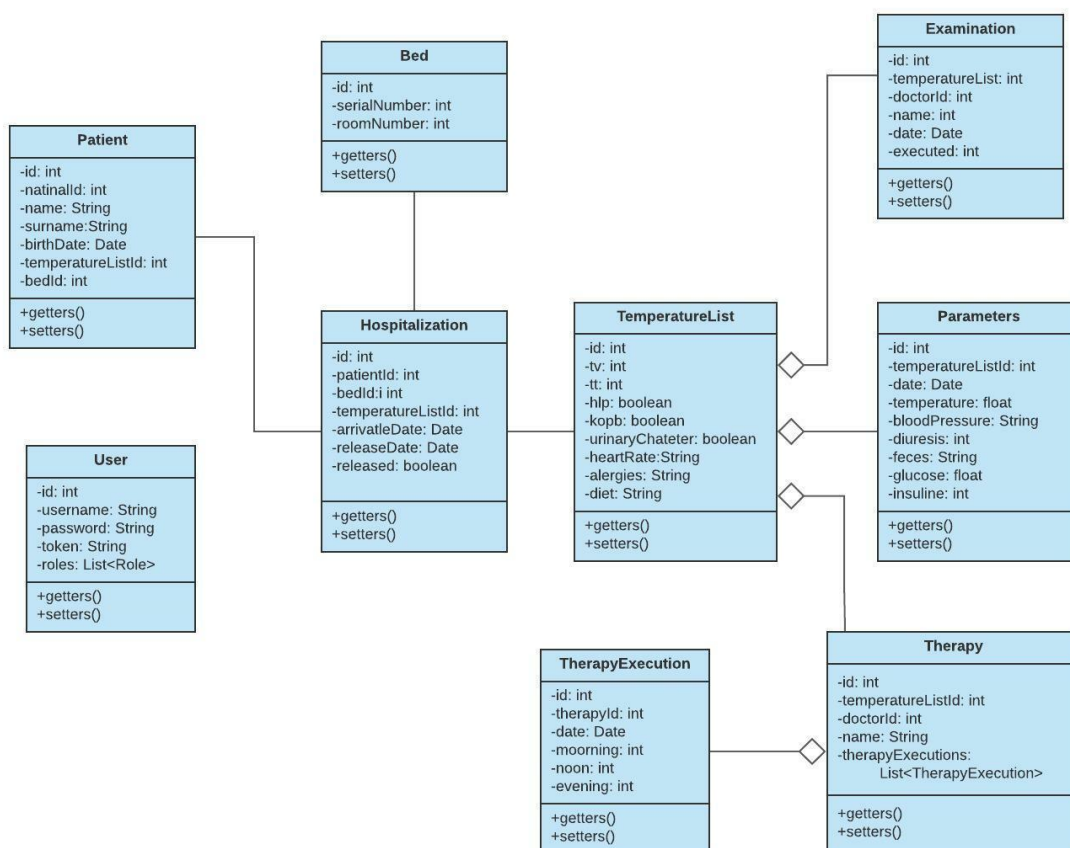 Patient
-id: int
-natinalId: int
-name: String
-surname:String
-birthDate: Date
-temperatureListId: int
-bedId: int
+getters()
+setters()
Bed
-id: int
-serialNumber: int
-roomNumber: int
+getters()
+setters()
Examination
-id: int
-temperatureList: int
-doctorId: int
-name: int
-date: Date
-executed: int
+getters()
+setters()
Hospitalization
-id: int
-patientId: int
-bedId:i int
-temperatureListId: int
-arrivatleDate: Date
-releaseDate: Date
-released: boolean
+getters()
+setters()
TemperatureList
-id: int
-tv: int
-tt: int
-hlp: boolean
-kopb: boolean
-urinaryChateter: boolean
-heartRate:String
-alergies: String
-diet: String
+getters()
+setters()
Parameters
-id: int
-temperatureListId: int
-date: Date
-temperature: float
-bloodPressure: String
-diuresis: int
-feces: String
-glucose: float
-insuline: int
+getters()
+setters()
User
-id: int
-username: String
-password: String
-token: String
-roles: List<Role>
+getters()
+setters()
TherapyExecution
-id: int
-therapyId: int
-date: Date
-moorning: int
-noon: int
-evening: int
+getters()
+setters()
Therapy
-id: int
-temperatureListId: int
-doctorId: int
-name: String
-therapyExecutions:
List<TherapyExecution>
+getters()
+setters()